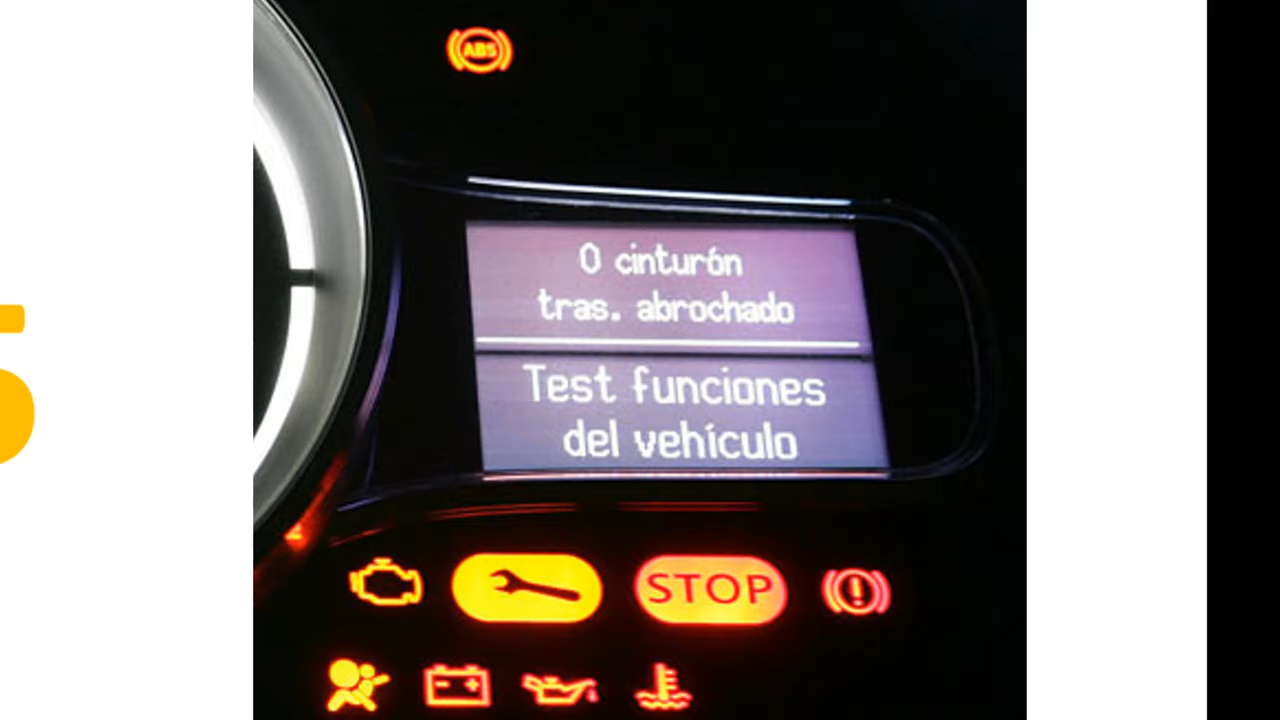 ABS
0 cinturón
tras. abrochado
Test funciones
del vehículo
STOP